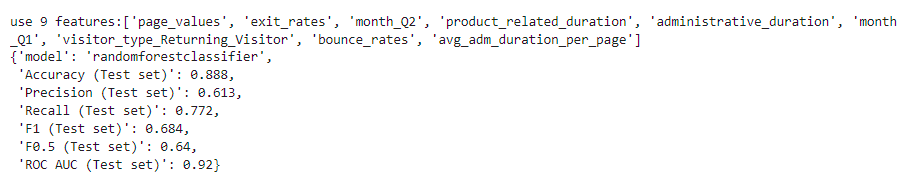 use 9 features:['page_values', 'exit_rates', 'month_Q2', 'product_related_duration', 'administrative_duration', 'month
_Q1', 'visitor_type_Returning_Visitor', 'bounce_rates', 'avg_adm_duration_per_page']
{'model': 'randomforestclassifier',
 'Accuracy (Test set)': 0.888,
 'Precision (Test set)': 0.613,
 'Recall (Test set)': 0.772,
 'F1 (Test set)': 0.684,
 'F0.5 (Test set)': 0.64,
 'ROC AUC (Test set)': 0.92}